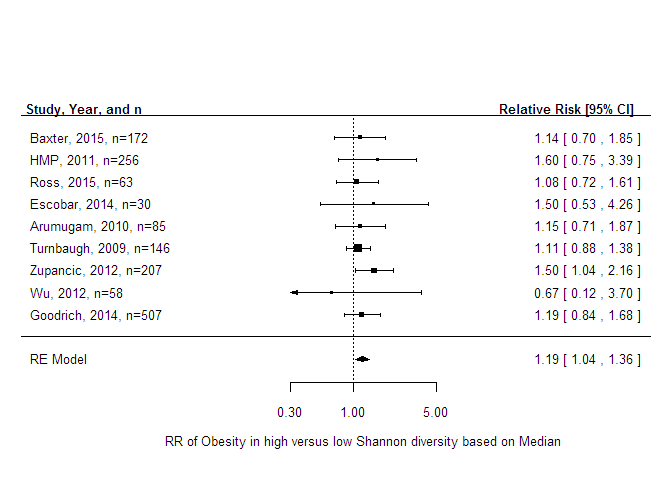 Study, Year, and n Relative Risk [95% CI]
Baxter, 2015, n=172 1.14 [ 0.70 , 1.85 ]
HMP, 2011, n=256 1.60 [ 0.75 , 3.39 ]
Ross, 2015, n=63 1.08 [ 0.72 , 1.61 ]
Escobar, 2014, n=30 1.50 [ 0.53 , 4.26 ]
Arumugam, 2010, n=85 1.15 [ 0.71 , 1.87 ]
Turnbaugh, 2009, n=146 1.11 [ 0.88 , 1.38 ]
Zupancic, 2012, n=207 1.50 [ 1.04 , 2.16 ]
Wu, 2012, n=58 0.67 [ 0.12 , 3.70 ]
Goodrich, 2014, n=507 1.19 [ 0.84 , 1.68 ]
RE Model 1.19 [ 1.04 , 1.36 ]
0.30 1.00 5.00
RR of Obesity in high versus low Shannon diversity based on Median